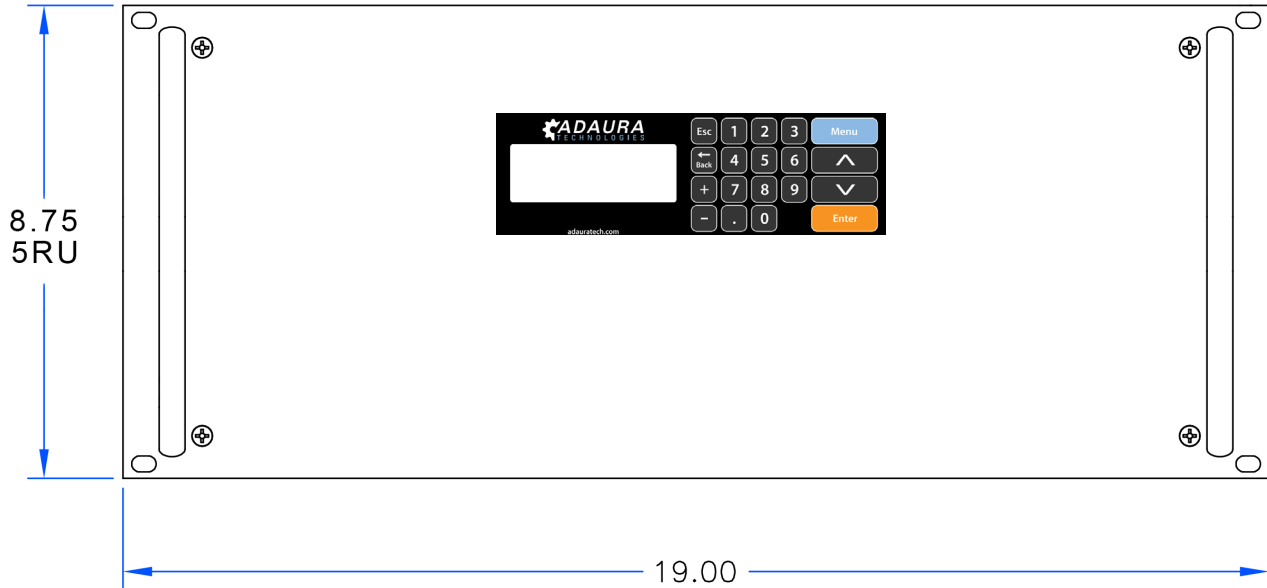 8.75
5RU
ADAURA
TECHNOLOGIES
adauratech.com
Esc 1 2 3 Menu
← Back 4 5 6 ∧
+ 7 8 9 ∨
- . 0 Enter
19.00